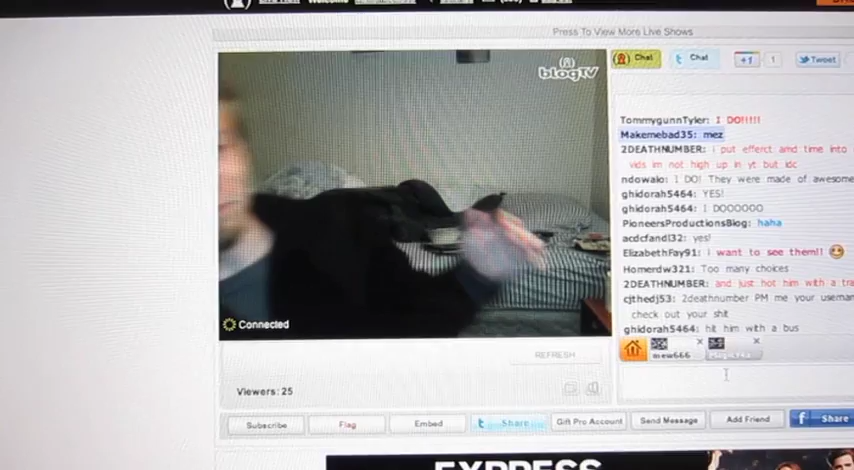 Press To View More Live Shows
blogTV
Chat
Chat
+1
1
Tweet
TommygunnTyler: I DO!!!!!
Makemebad35: mez
2DEATHNUMBER: i put efferct amd time into
vids im not high up in yt but idc
ndowalo: I DO! They were made of awesome
ghidorah5464: YES!
ghidorah5464: I DOOOOOO
PioneersProductionsBlog: haha
acdcfandl32: yes!
ElizabethFay91: i want to see them!!
Homerdw321: Too many choices
2DEATHNUMBER: and just hot him with a tra
cjthedj53: 2deathnumber PM me your usernam
check out your shit
ghidorah5464: hit him with a bus
mew666
Connected
REFRESH
Viewers: 25
Subscribe
Flag
Embed
Share
Gift Pro Account
Send Message
Add Friend
Share
EXPRESS